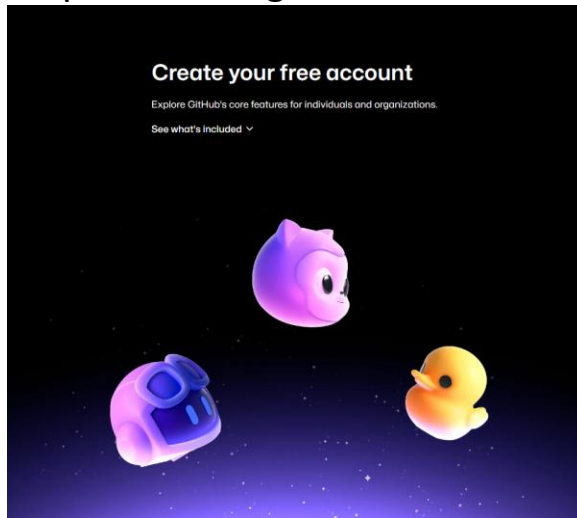 Create your free account
Explore GitHub's core features for individuals and organizations.
See what's included